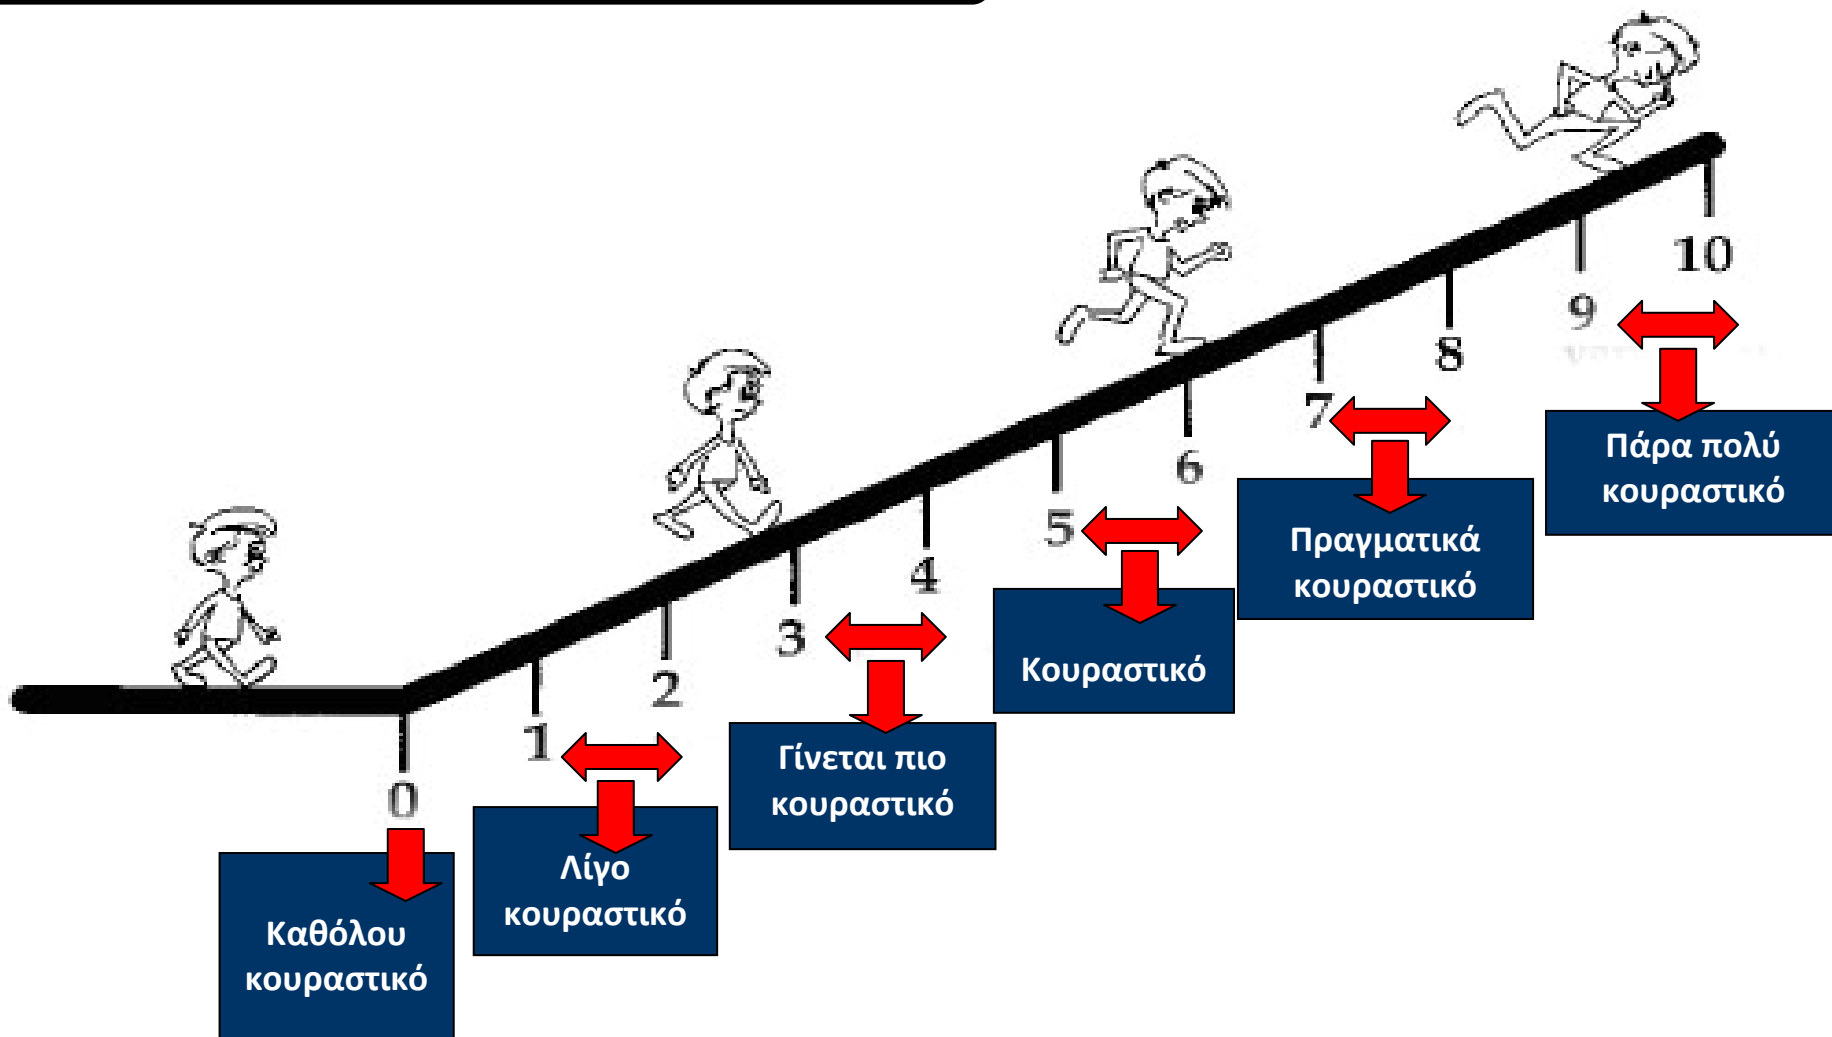 0
1
2
3
4
5
6
7
8
9
10
Καθόλου
κουραστικό
Λίγο
κουραστικό
Γίνεται πιο
κουραστικό
Κουραστικό
Πραγματικά
κουραστικό
Πάρα πολύ
κουραστικό